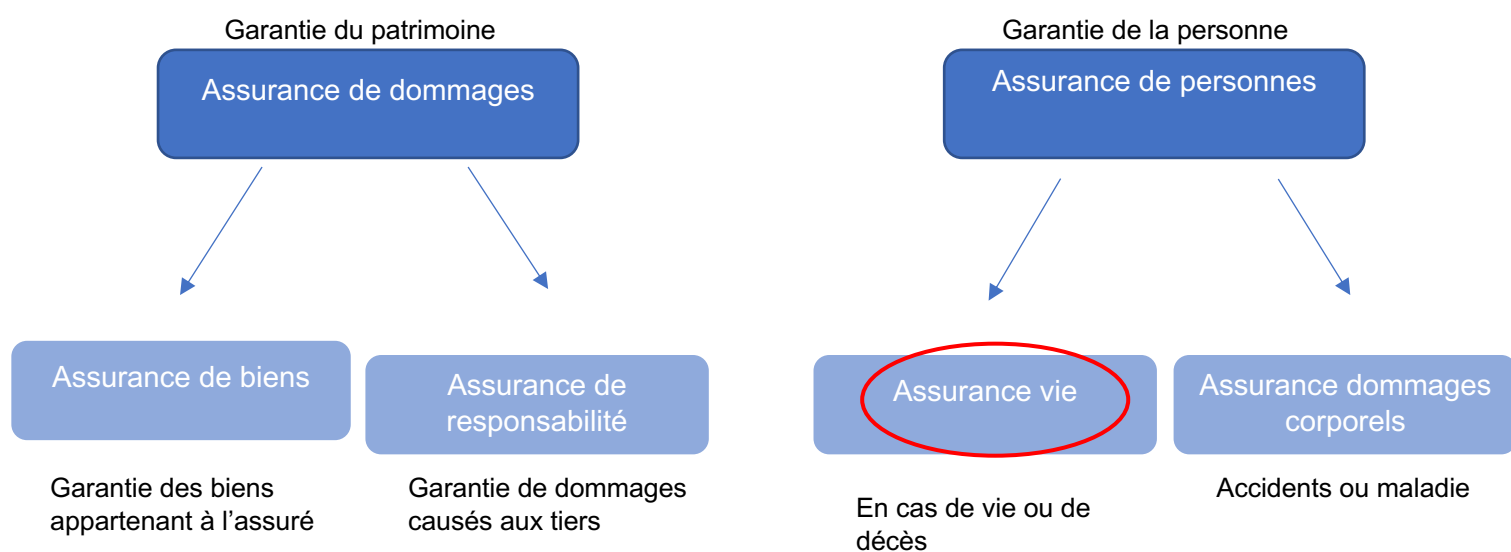 Garantie du patrimoine
Assurance de dommages
Garantie de la personne
Assurance de personnes
Assurance de biens
Garantie des biens
appartenant à l’assuré
Assurance de
responsabilité
Garantie de dommages
causés aux tiers
Assurance vie
En cas de vie ou de
décès
Assurance dommages
corporels
Accidents ou maladie